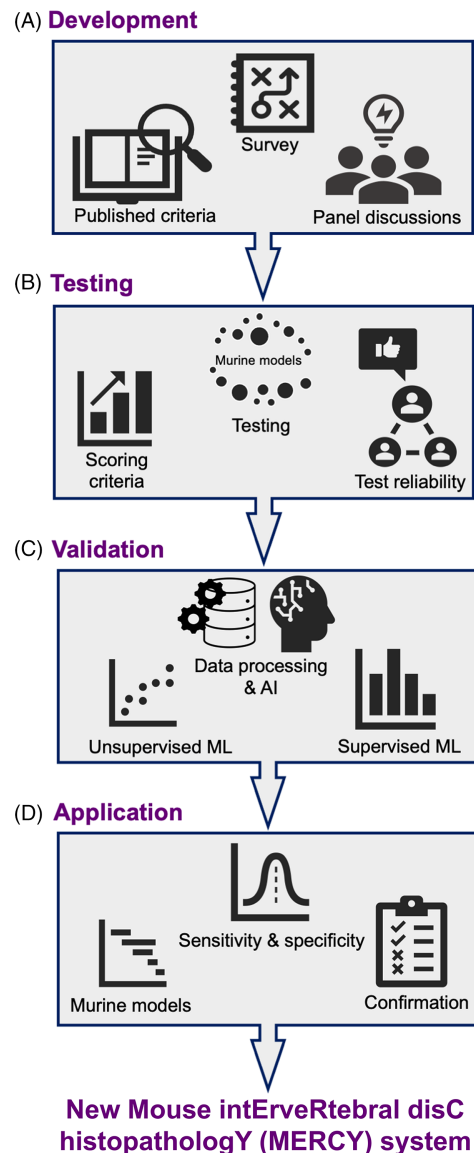 (A) Development
Survey
Published criteria
Panel discussions
(B) Testing
Murine models
Testing
Scoring
criteria
Test reliability
(C) Validation
Data processing
& AI
Unsupervised ML
Supervised ML
(D) Application
Sensitivity & specificity
Murine models
Confirmation
New Mouse intErveRtebral disC
histopathologY (MERCY) system